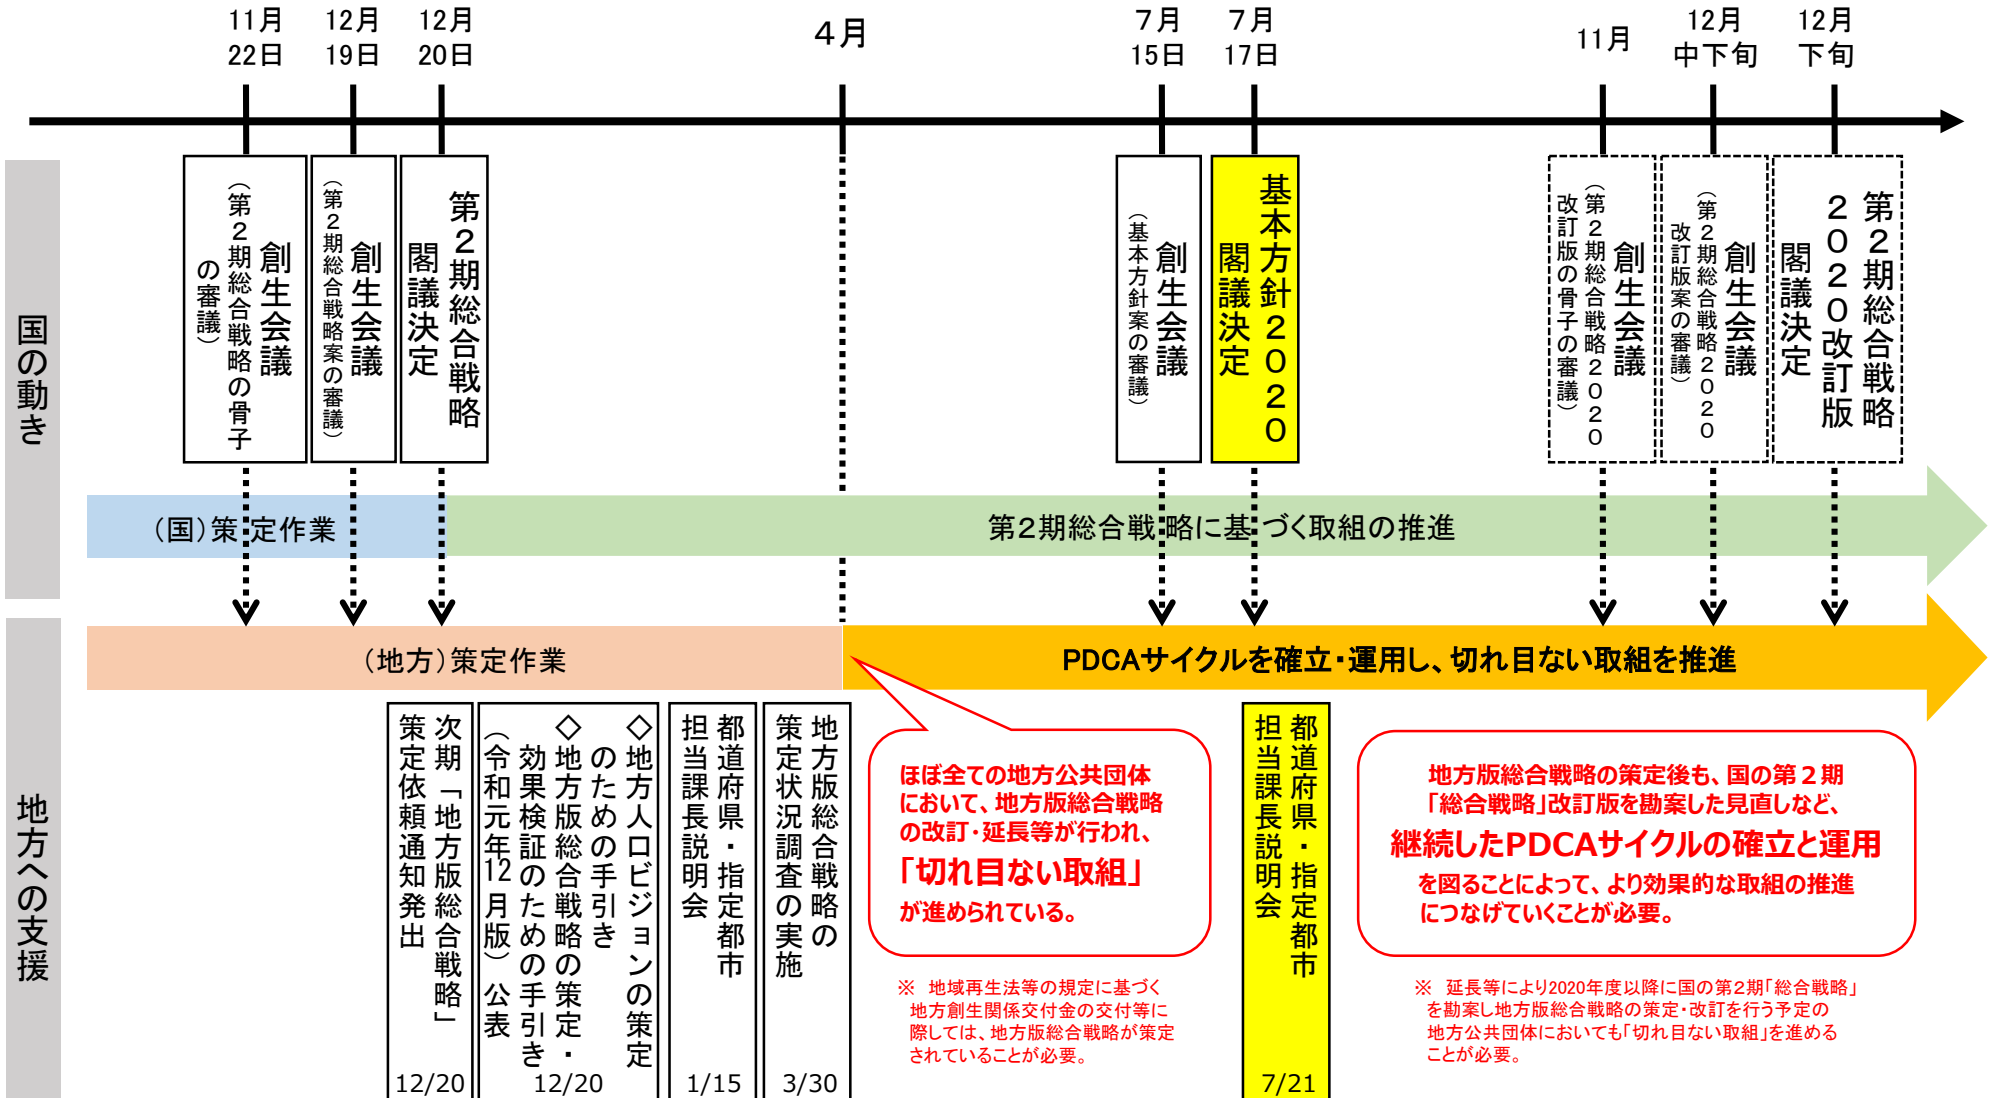 11月
22日
12月
19日
12月
20日
4月
7月
15日
7月
17日
11月
12月
中下旬
12月
下旬
国の動き
創生会議
（第2期総合戦略の骨子
の審議）
創生会議
（第2期総合戦略案の審議）
第2期総合戦略
閣議決定
創生会議
（基本方針案の審議）
基本方針2020
閣議決定
創生会議
（第2期総合戦略2020
改訂版の骨子の審議）
創生会議
（第2期総合戦略2020
改訂版案の審議）
第2期総合戦略
2020改訂版
閣議決定
（国）策定作業
第2期総合戦略に基づく取組の推進
地方への支援
（地方）策定作業
PDCAサイクルを確立・運用し、切れ目ない取組を推進
次期「地方版総合戦略」
策定依頼通知発出
12/20
◇地方人口ビジョンの策定
のための手引き
◇地方版総合戦略の策定・
効果検証のための手引き
（令和元年12月版）公表
12/20
都道府県・指定都市
担当課長説明会
1/15
地方版総合戦略の
策定状況調査の実施
3/30
ほぼ全ての地方公共団体
において、地方版総合戦略
の改訂・延長等が行われ、
「切れ目ない取組」
が進められている。
※ 地域再生法等の規定に基づく
地方創生関係交付金の交付等に
際しては、地方版総合戦略が策定
されていることが必要。
都道府県・指定都市
担当課長説明会
7/21
地方版総合戦略の策定後も、国の第２期
「総合戦略」改訂版を勘案した見直しなど、
継続したPDCAサイクルの確立と運用
を図ることによって、より効果的な取組の推進
につなげていくことが必要。
※ 延長等により2020年度以降に国の第2期「総合戦略」
を勘案し地方版総合戦略の策定・改訂を行う予定の
地方公共団体においても「切れ目ない取組」を進める
ことが必要。